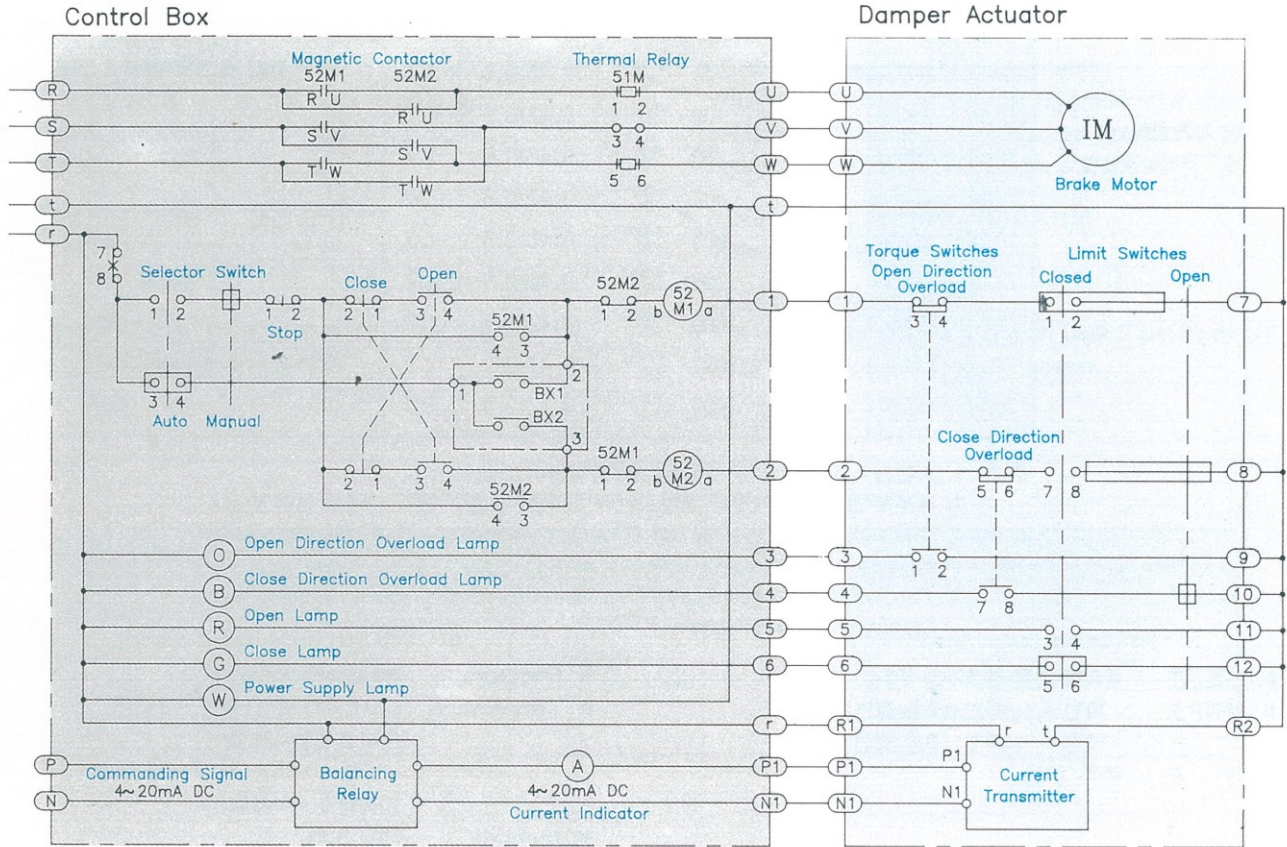 Control Box
Damper Actuator
Magnetic Contactor
Thermal Relay
52M1 52M2
51M
R
R U
R U
1 2
U
U
S
S V
S V
3 4
V
V
IM
T
T W
T W
5 6
W
W
Brake Motor
t
t
r
7
8
Selector Switch
Close
Open
52M2
Torque Switches
Open Direction
Overload
Limit Switches
Closed
Open
1 2
1 2
Stop
2 1
3 4
1 2
b
52
M1
a
1
1
3 4
1 2
7
52M1
4 3
1
2
BX1
BX2
3
3 4
Auto Manual
Close Direction
Overload
2 1
3 4
52M1
1 2
b
52
M2
a
2
2
5 6
7 8
8
52M2
4 3
O
Open Direction Overload Lamp
3
3
1 2
9
B
Close Direction Overload Lamp
4
4
7 8
10
R
Open Lamp
5
5
3 4
11
G
Close Lamp
6
6
5 6
12
W
Power Supply Lamp
r
R1
r t
R2
P
Commanding Signal
4~20mA DC
N
Balancing
Relay
A
4~20mA DC
Current Indicator
P1
P1
P1
N1
N1
N1
Current
Transmitter